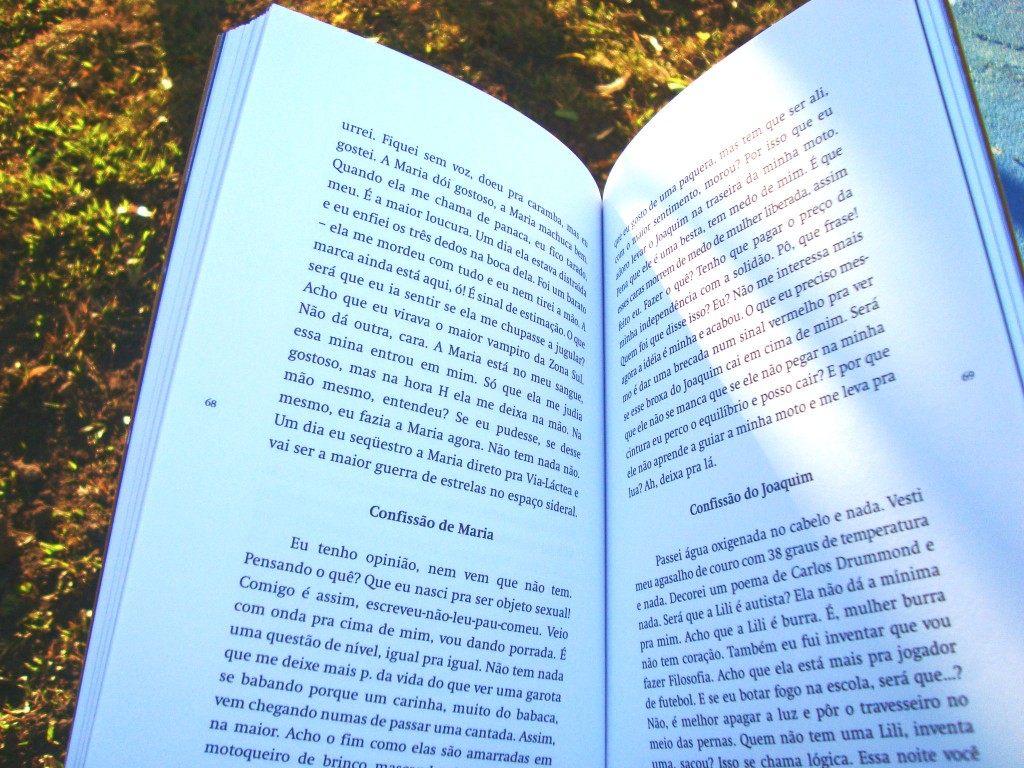 urrei. Fiquei sem voz, doeu pra caramba, mas eu
gostei. A Maria dói gostoso, a Maria machuca bem.
Quando ela me chama de panaca, eu fico tarado
meu. É a maior loucura. Um dia ela estava distraída
e eu enfiei os três dedos na boca dela. Foi um barato
– ela me mordeu com tudo e eu nem tirei a mão. A
marca ainda está aqui, ó! É sinal de estimação. O que
será que eu ia sentir se ela me chupasse a jugular?
Acho que eu virava o maior vampiro da Zona Sul.
Não dá outra, cara. A Maria está no meu sangue,
essa mina entrou em mim. Só que ela me judia
gostoso, mas na hora H ela me deixa na mão. Na
mão mesmo, entendeu? Se eu pudesse, se desse
mesmo, eu fazia a Maria agora. Não tem nada não.
Um dia eu seqüestro a Maria direto pra Via-Láctea e
vai ser a maior guerra de estrelas no espaço sideral.
68
Confissão de Maria
Eu tenho opinião, nem vem que não tem.
Pensando o quê? Que eu nasci pra ser objeto sexual!
Comigo é assim, escreveu-não-leu-pau-comeu. Veio
com onda pra cima de mim, vou dando porrada. É
uma questão de nível, igual pra igual. Não tem nada
que me deixe mais p. da vida do que ver uma garota
se babando porque um carinha, muito do babaca,
vem chegando numas de passar uma cantada. Assim,
na maior. Acho o fim como elas são amarradas em
motoqueiro de brinco
que eu gosto de uma paquera, mas tem que ser ali,
com o maior sentimento, morou? Por isso que eu
adoro levar o Joaquim na traseira da minha moto.
Pena que ele é uma besta, tem medo de mim. É que
esses caras morrem de medo de mulher liberada, assim
feito eu. Fazer o quê? Tenho que pagar o preço da
minha independência com a solidão. Pô, que frase!
Quem foi que disse isso? Eu? Não me interessa mais
agora a idéia é minha e acabou. O que eu preciso mes-
mo é dar uma brecada num sinal vermelho pra ver
se esse broxa do Joaquim cai em cima de mim. Será
que ele não se manca que se ele não pegar na minha
cintura eu perco o equilíbrio e posso cair? E por que
ele não aprende a guiar a minha moto e me leva pra
lua? Ah, deixa pra lá.
69
Confissão do Joaquim
Passei água oxigenada no cabelo e nada. Vesti
meu agasalho de couro com 38 graus de temperatura
e nada. Decorei um poema de Carlos Drummond e
nada. Será que a Lili é autista? Ela não dá a mínima
pra mim. Acho que a Lili é burra. É, mulher burra
não tem coração. Também eu fui inventar que vou
fazer Filosofia. Acho que ela está mais pra jogador
de futebol. E se eu botar fogo na escola, será que...?
Não, é melhor apagar a luz e pôr o travesseiro no
meio das pernas. Quem não tem uma Lili, inventa
uma, sacou? Isso se chama lógica. Essa noite você